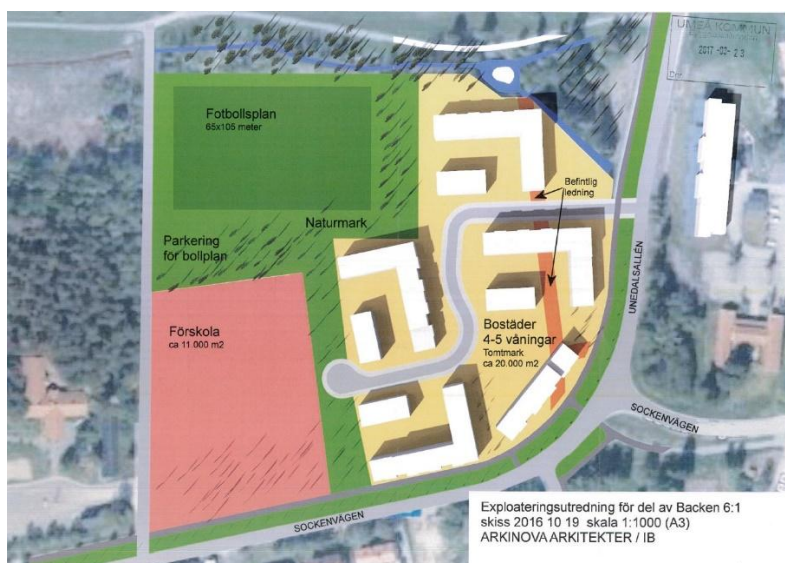 UMEÅ KOMMUN
2017 -02- 23
Fotbollsplan
65x105 meter
Befintlig
ledning
Naturmark
Parkering
för bollplan
UNEDALSALLÉN
Förskola
ca 11.000 m2
Bostäder
4-5 våningar
Tomtmark
ca 20.000 m2
SOCKENVÄGEN
SOCKENVÄGEN
Exploateringsutredning för del av Backen 6:1
skiss 2016 10 19 skala 1:1000 (A3)
ARKINOVA ARKITEKTER / IB